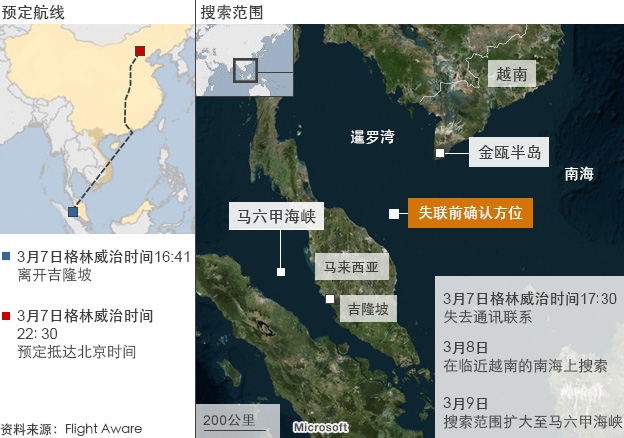 预定航线
3月7日格林威治时间16:41
离开吉隆坡
3月7日格林威治时间
22:30
预定抵达北京时间
资料来源：Flight Aware
搜索范围
越南
暹罗湾
金瓯半岛
南海
失联前确认方位
马六甲海峡
马来西亚
吉隆坡
3月7日格林威治时间17:30
失去通讯联系
3月8日
在临近越南的南海上搜索
3月9日
搜索范围扩大至马六甲海峡
200公里
Microsoft